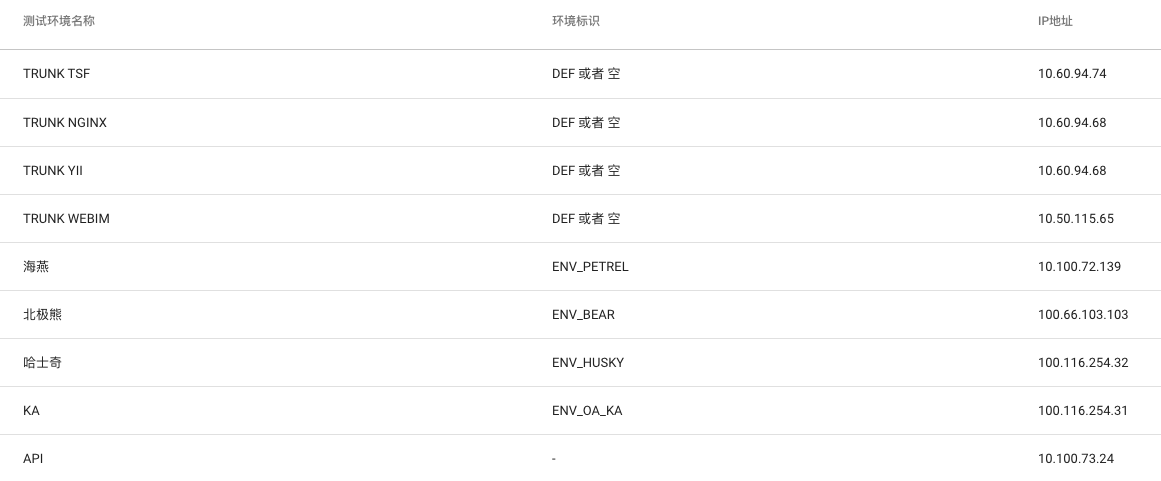 测试环境名称 环境标识 IP地址
TRUNK TSF DEF 或者 空 10.60.94.74
TRUNK NGINX DEF 或者 空 10.60.94.68
TRUNK YII DEF 或者 空 10.60.94.68
TRUNK WEBIM DEF 或者 空 10.50.115.65
海燕 ENV_PETREL 10.100.72.139
北极熊 ENV_BEAR 100.66.103.103
哈士奇 ENV_HUSKY 100.116.254.32
KA ENV_OA_KA 100.116.254.31
API - 10.100.73.24